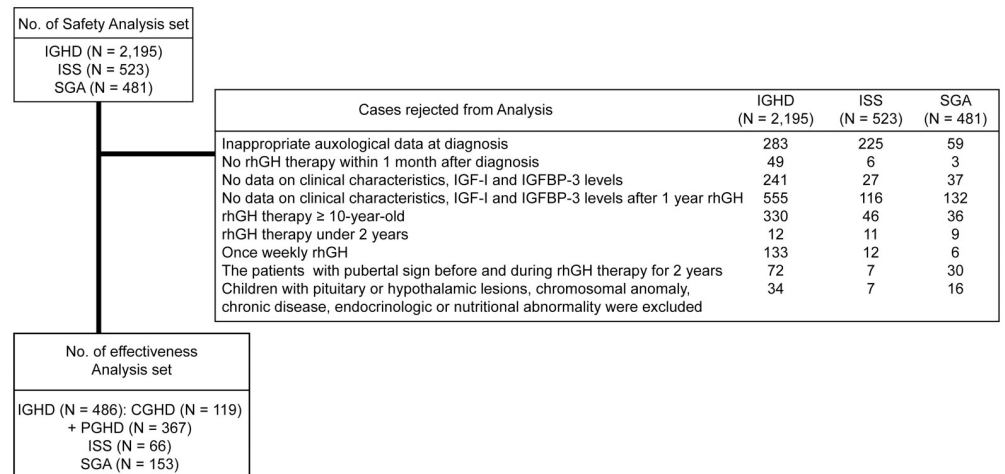 No. of Safety Analysis set
IGHD (N = 2,195)
ISS (N = 523)
SGA (N = 481)
Cases rejected from Analysis IGHD (N = 2,195) ISS (N = 523) SGA (N = 481)
Inappropriate auxological data at diagnosis 283 225 59
No rhGH therapy within 1 month after diagnosis 49 6 3
No data on clinical characteristics, IGF-I and IGFBP-3 levels 241 27 37
No data on clinical characteristics, IGF-I and IGFBP-3 levels after 1 year rhGH 555 116 132
rhGH therapy ≥ 10-year-old 330 46 36
rhGH therapy under 2 years 12 11 9
Once weekly rhGH 133 12 6
The patients with pubertal sign before and during rhGH therapy for 2 years 72 7 30
Children with pituitary or hypothalamic lesions, chromosomal anomaly, 34 7 16
chronic disease, endocrinologic or nutritional abnormality were excluded
No. of effectiveness
Analysis set
IGHD (N = 486): CGHD (N = 119)
+ PGHD (N = 367)
ISS (N = 66)
SGA (N = 153)